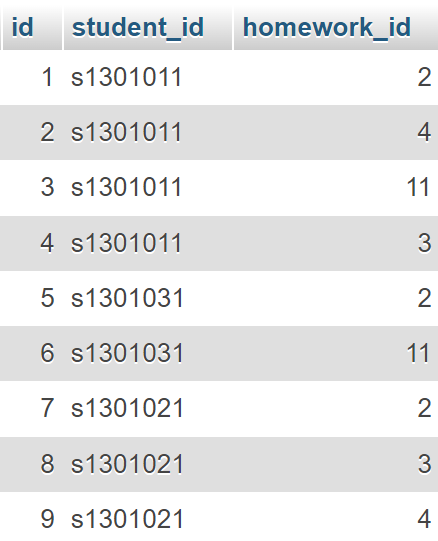 id student_id homework_id
1 s1301011 2
2 s1301011 4
3 s1301011 11
4 s1301011 3
5 s1301031 2
6 s1301031 11
7 s1301021 2
8 s1301021 3
9 s1301021 4